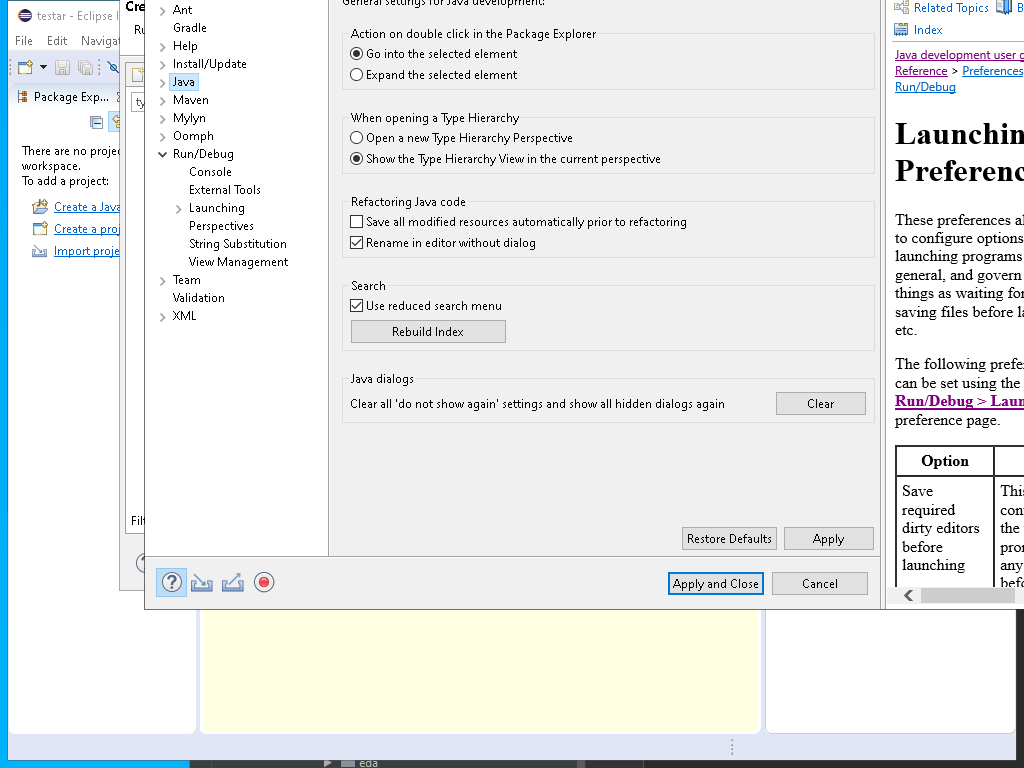 testar - Eclipse I
File Edit Navigat
Package Exp...
There are no proje
workspace.
To add a project:
Create a Java
Create a proj
Import proje
Cre
Ru
ty
Filt
Ant
Gradle
Help
Install/Update
Java
Maven
Mylyn
Oomph
Run/Debug
Console
External Tools
Launching
Perspectives
String Substitution
View Management
Team
Validation
XML
General settings for Java development:
Action on double click in the Package Explorer
Go into the selected element
Expand the selected element
When opening a Type Hierarchy
Open a new Type Hierarchy Perspective
Show the Type Hierarchy View in the current perspective
Refactoring Java code
Save all modified resources automatically prior to refactoring
Rename in editor without dialog
Search
Use reduced search menu
Rebuild Index
Java dialogs
Clear all 'do not show again' settings and show all hidden dialogs again
Clear
Restore Defaults
Apply
Apply and Close
Cancel
Related Topics B
Index
Java development user g
Reference > Preferences
Run/Debug
Launchin
Preferenc
These preferences al
to configure options
launching programs
general, and govern
things as waiting for
saving files before la
etc.
The following prefe
can be set using the
Run/Debug > Laun
preference page.
Option
Save
required
dirty editors
before
launching
This
con
the
pro
any
befo
eda